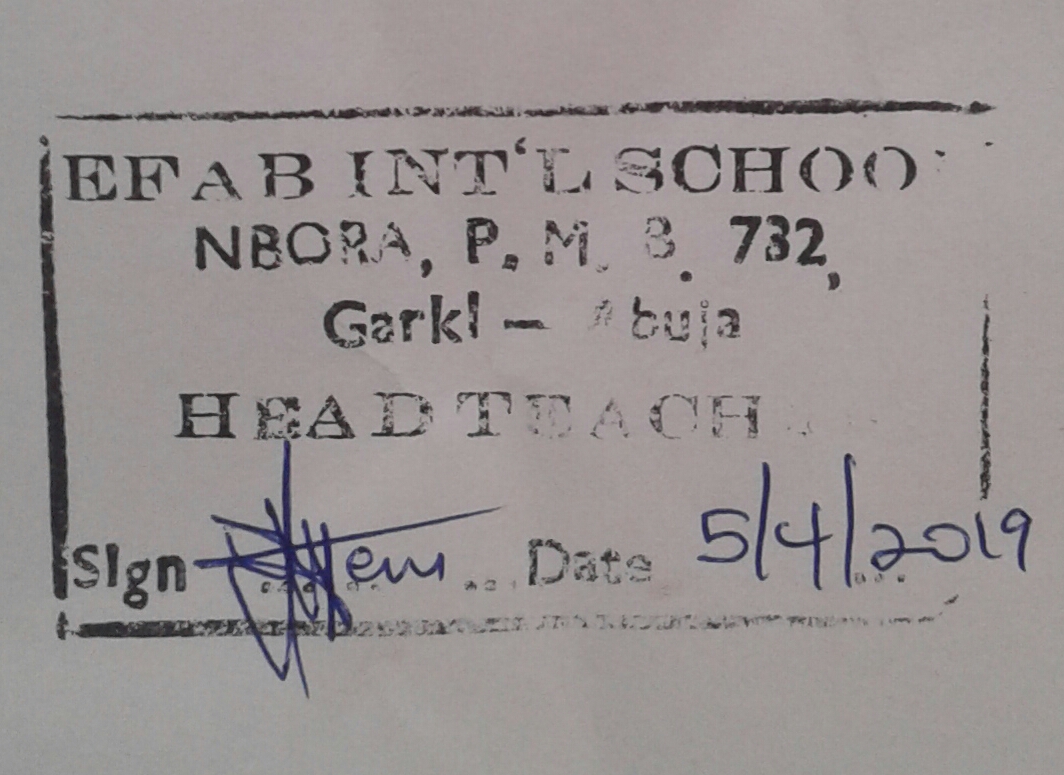 EFAB INT'L SCHOO
NBORA, P. M. B. 732,
Garki - Abuja
HEAD TEACH
Sign Date 5/4/2019